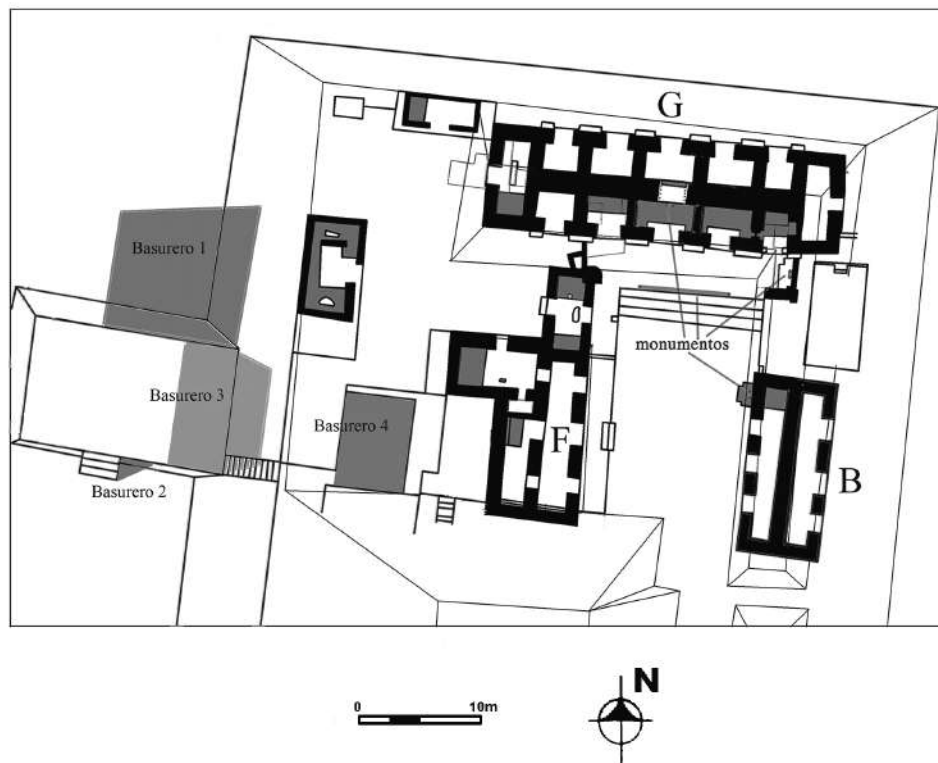 G
Basurero 1
monumentos
Basurero 3
Basurero 4
F
B
Basurero 2
0 10m
N